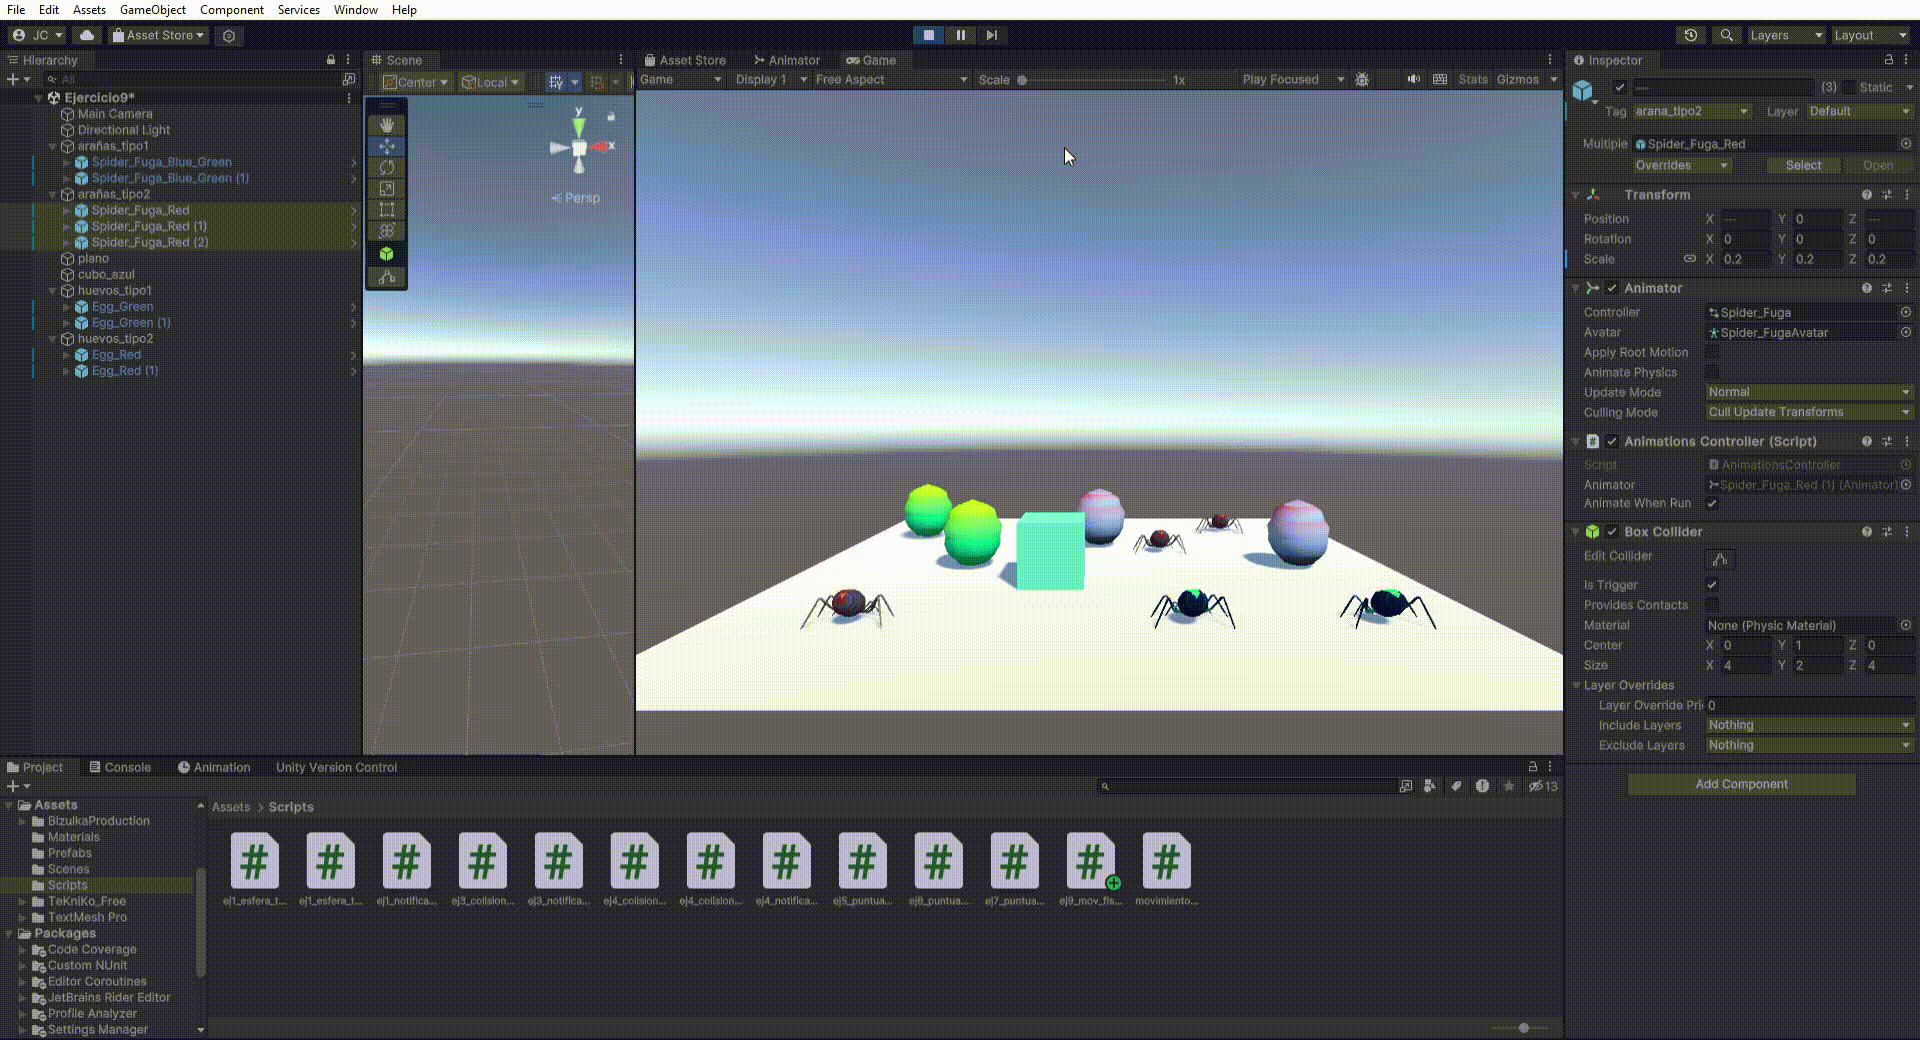 File Edit Assets GameObject Component Services Window Help
JC Asset Store Layers Layout
Hierarchy
All
Ejercicio9*
Main Camera
Directional Light
arañas_tipo1
Spider_Fuga_Blue_Green
Spider_Fuga_Blue_Green (1)
arañas_tipo2
Spider_Fuga_Red
Spider_Fuga_Red (1)
Spider_Fuga_Red (2)
plano
cubo_azul
huevos_tipo1
Egg_Green
Egg_Green (1)
huevos_tipo2
Egg_Red
Egg_Red (1)
Scene
Center Local
y
x
Persp
Asset Store Animator Game
Game Display 1 Free Aspect Scale 1x Play Focused Stats Gizmos
Inspector
— (3) Static
Tag arana_tipo2 Layer Default
Multiple Spider_Fuga_Red
Overrides Select Open
Transform
Position X --- Y 0 Z ---
Rotation X 0 Y 0 Z 0
Scale X 0.2 Y 0.2 Z 0.2
Animator
Controller Spider_Fuga
Avatar Spider_FugaAvatar
Apply Root Motion
Animate Physics
Update Mode Normal
Culling Mode Cull Update Transforms
# Animations Controller (Script)
Script AnimationsController
Animator Spider_Fuga_Red (1) (Animator)
Animate When Run
Box Collider
Edit Collider
Is Trigger
Provides Contacts
Material None (Physic Material)
Center X 0 Y 1 Z 0
Size X 4 Y 2 Z 4
Layer Overrides
Layer Override Pri 0
Include Layers Nothing
Exclude Layers Nothing
Add Component
Project Console Animation Unity Version Control
13
Assets
BizulkaProduction
Materials
Prefabs
Scenes
Scripts
TeKniKo_Free
TextMesh Pro
Packages
Code Coverage
Custom NUnit
Editor Coroutines
JetBrains Rider Editor
Profile Analyzer
Settings Manager
Assets > Scripts
# # # # # # # # # # # # #
ej1_esfera_t... ej1_esfera_t... ej1_notifica... ej3_colision... ej3_notifica... ej4_colision... ej4_colision... ej4_notifica... ej5_puntua... ej6_puntua... ej7_puntua... ej9_mov_fis... movimiento...